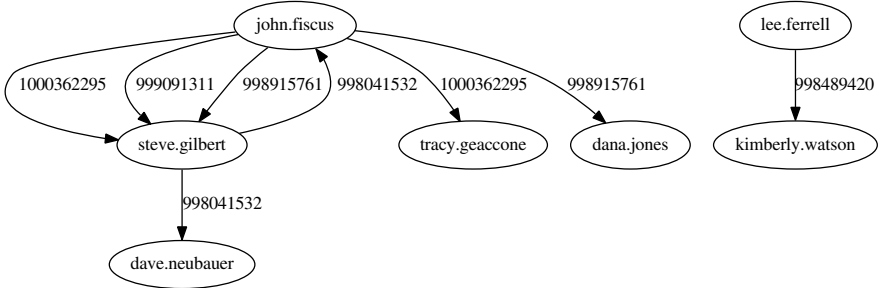 john.fiscus
lee.ferrell
1000362295
999091311
998915761
998041532
1000362295
998915761
998489420
steve.gilbert
tracy.geaccone
dana.jones
kimberly.watson
998041532
dave.neubauer